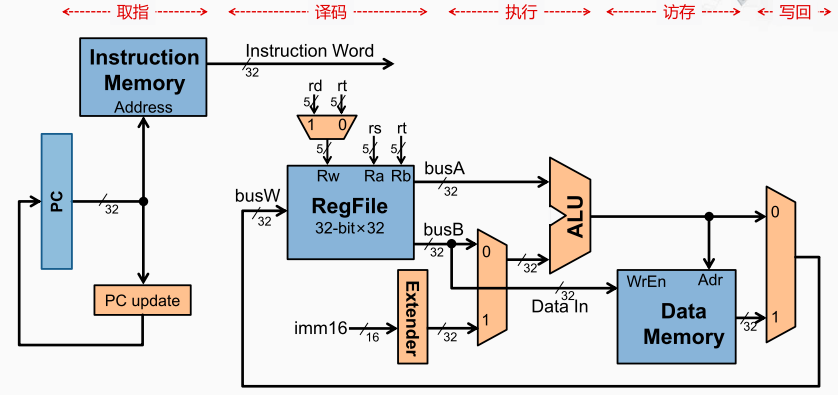 取指
译码
执行
访存
写回
Instruction
Memory
Address
Instruction Word
32
rd
rt
5
5
1
0
5
rs
rt
5
5
Rw
Ra
Rb
RegFile
32-bit×32
busW
32
busA
32
busB
32
PC
32
PC update
imm16
16
Extender
32
0
1
32
ALU
Data In
32
WrEn
Adr
Data
Memory
32
0
1